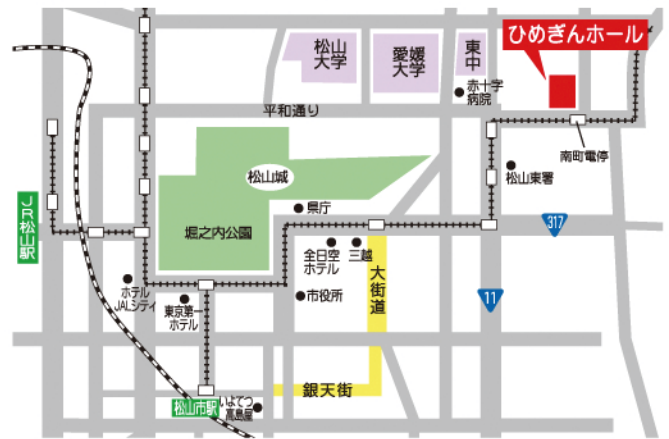 ひめぎんホール
松山
大学
愛媛
大学
東
中
赤十字
病院
平和通り
南町電停
松山城
松山東署
県庁
JR松山駅
堀之内公園
317
全日空
ホテル
三越
大街道
ホテル
JALシティ
東京第一
ホテル
市役所
11
銀天街
松山市駅
いよてつ
高島屋